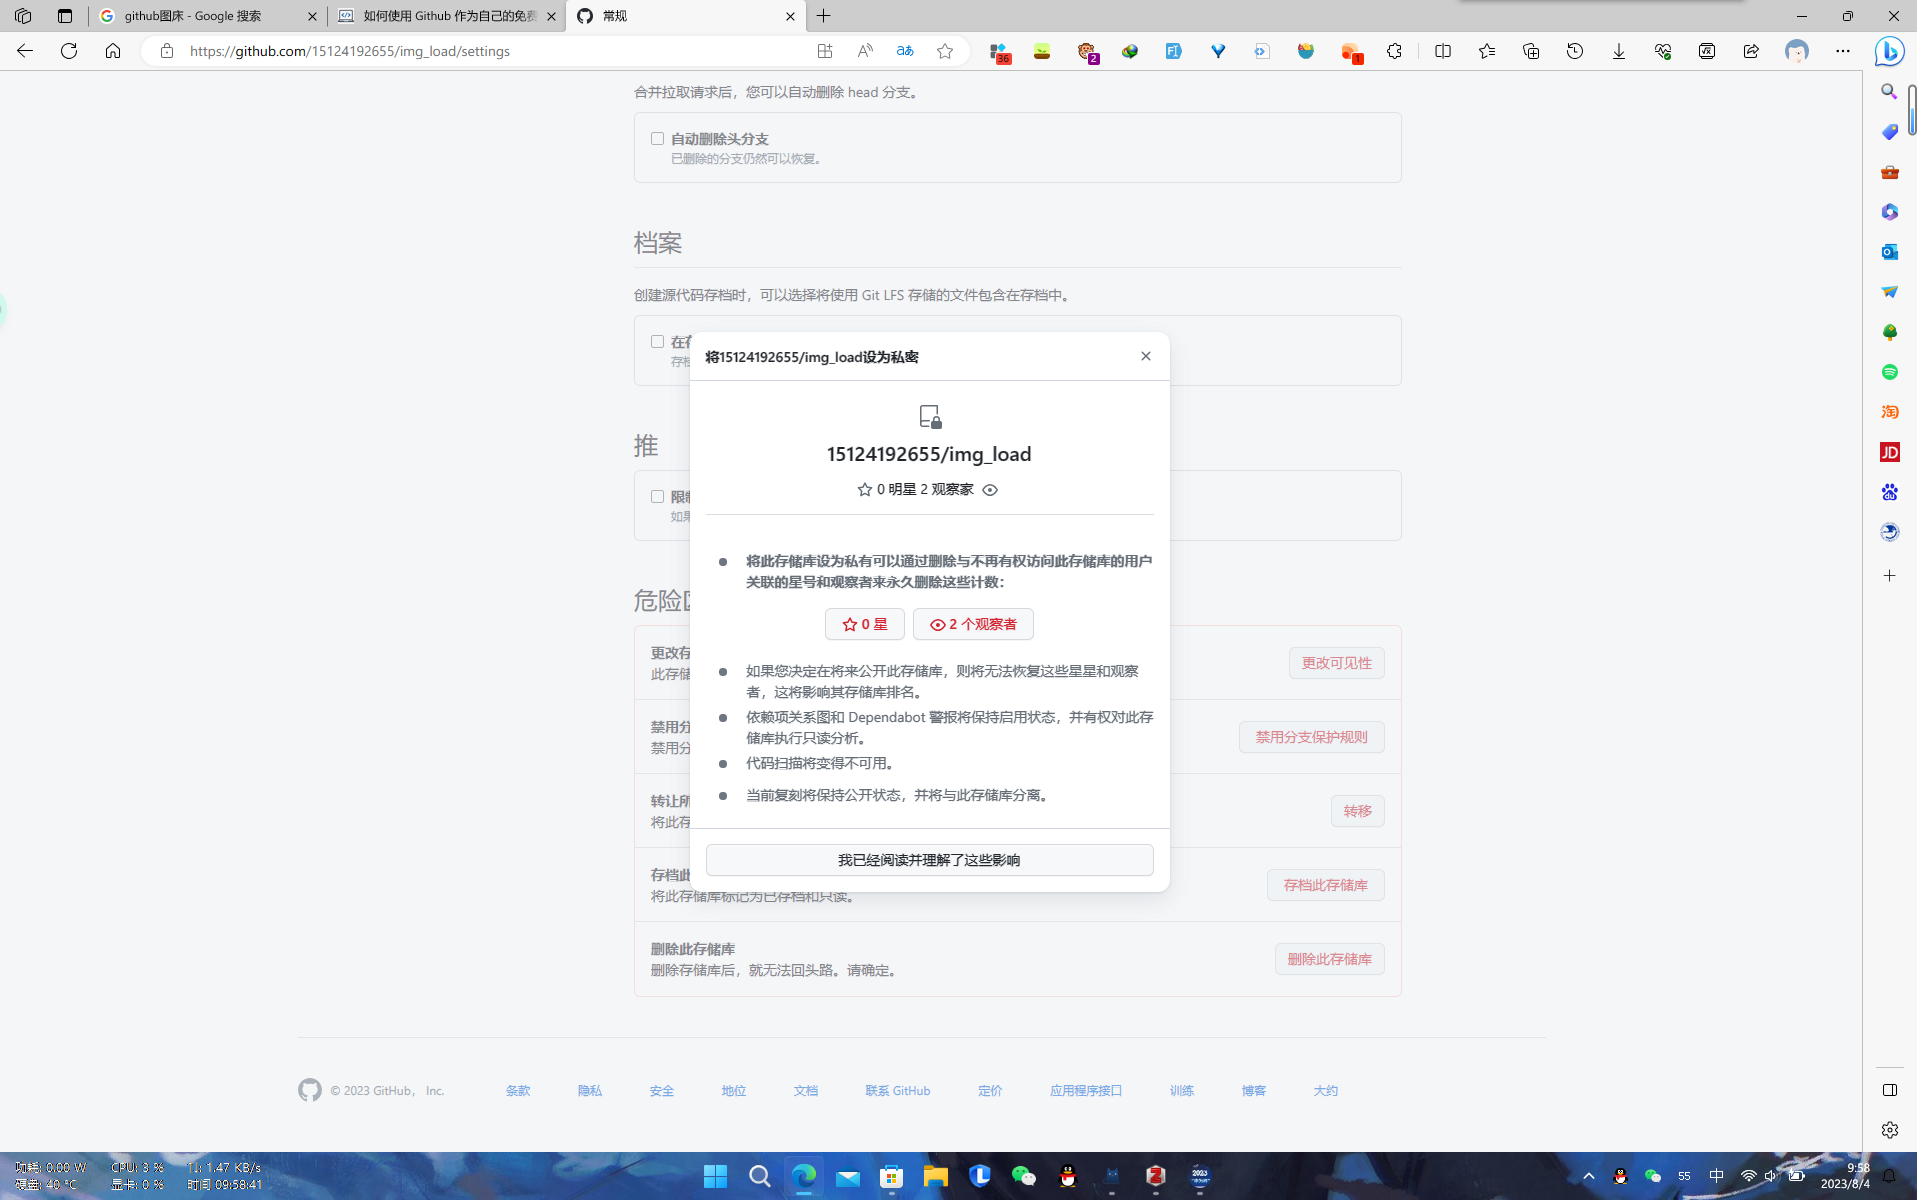 github图床 - Google 搜索
如何使用 Github 作为自己的免费
常规
https://github.com/15124192655/img_load/settings
36
2
1
合并拉取请求后，您可以自动删除 head 分支。
自动删除头分支
已删除的分支仍然可以恢复。
档案
创建源代码存档时，可以选择将使用 Git LFS 存储的文件包含在存档中。
在存
存档
推
限制
如果
危险区
更改存
此存储
更改可见性
禁用分
禁用分
禁用分支保护规则
转让所
将此存
转移
存档此
将此存储库标记为已存档和只读。
存档此存储库
删除此存储库
删除存储库后，就无法回头路。请确定。
删除此存储库
将15124192655/img_load设为私密
15124192655/img_load
0 明星 2 观察家
将此存储库设为私有可以通过删除与不再有权访问此存储库的用户
关联的星号和观察者来永久删除这些计数：
0 星
2 个观察者
如果您决定在将来公开此存储库，则将无法恢复这些星星和观察
者，这将影响其存储库排名。
依赖项关系图和 Dependabot 警报将保持启用状态，并有权对此存
储库执行只读分析。
代码扫描将变得不可用。
当前复刻将保持公开状态，并将与此存储库分离。
我已经阅读并理解了这些影响
© 2023 GitHub， Inc.
条款
隐私
安全
地位
文档
联系 GitHub
定价
应用程序接口
训练
博客
大约
淘
JD
du
功耗: 0.00 W
CPU: 3 %
↑↓: 1.47 KB/s
硬盘: 40 °C
显卡: 0 %
时间 09:58:41
2023
55
中
9:58
2023/8/4